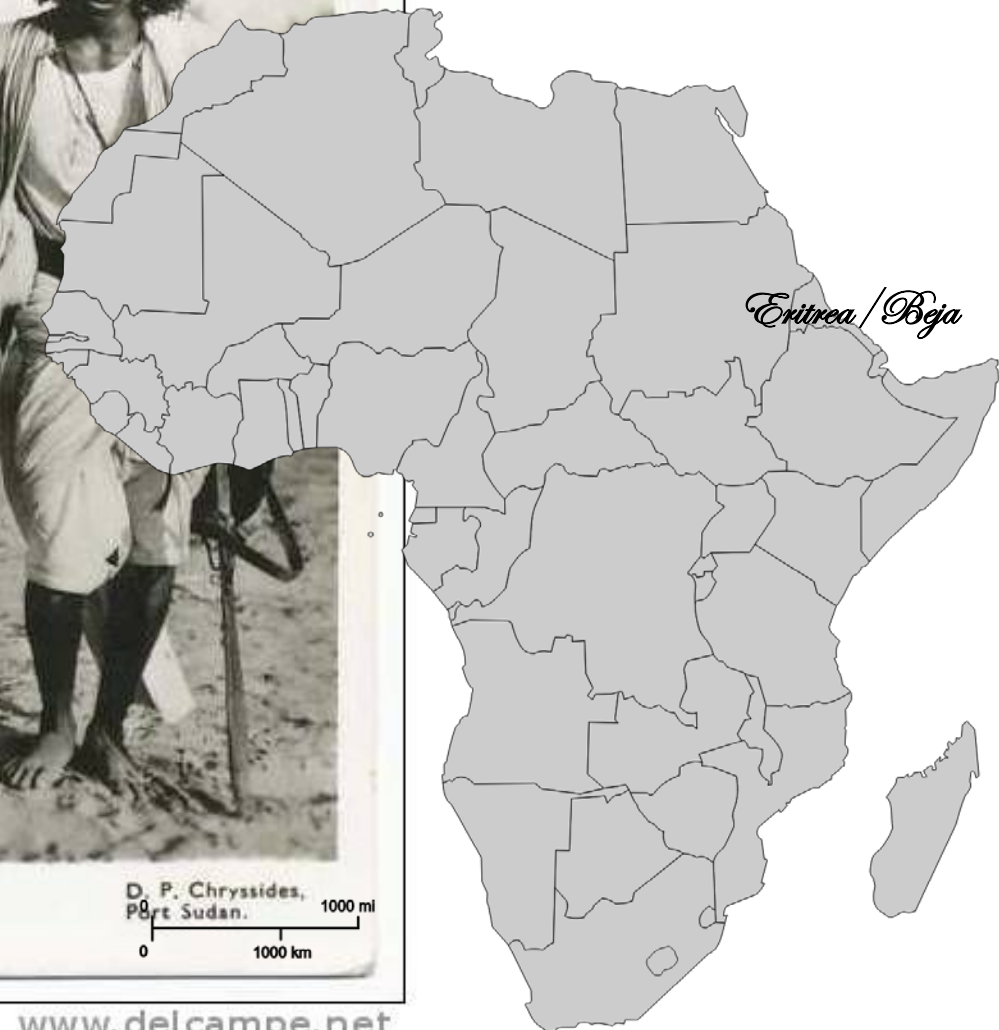 Eritrea/Beja
D. P. Chryssides,
Port Sudan.
0 1000 mi
0 1000 km
www.delcampe.net